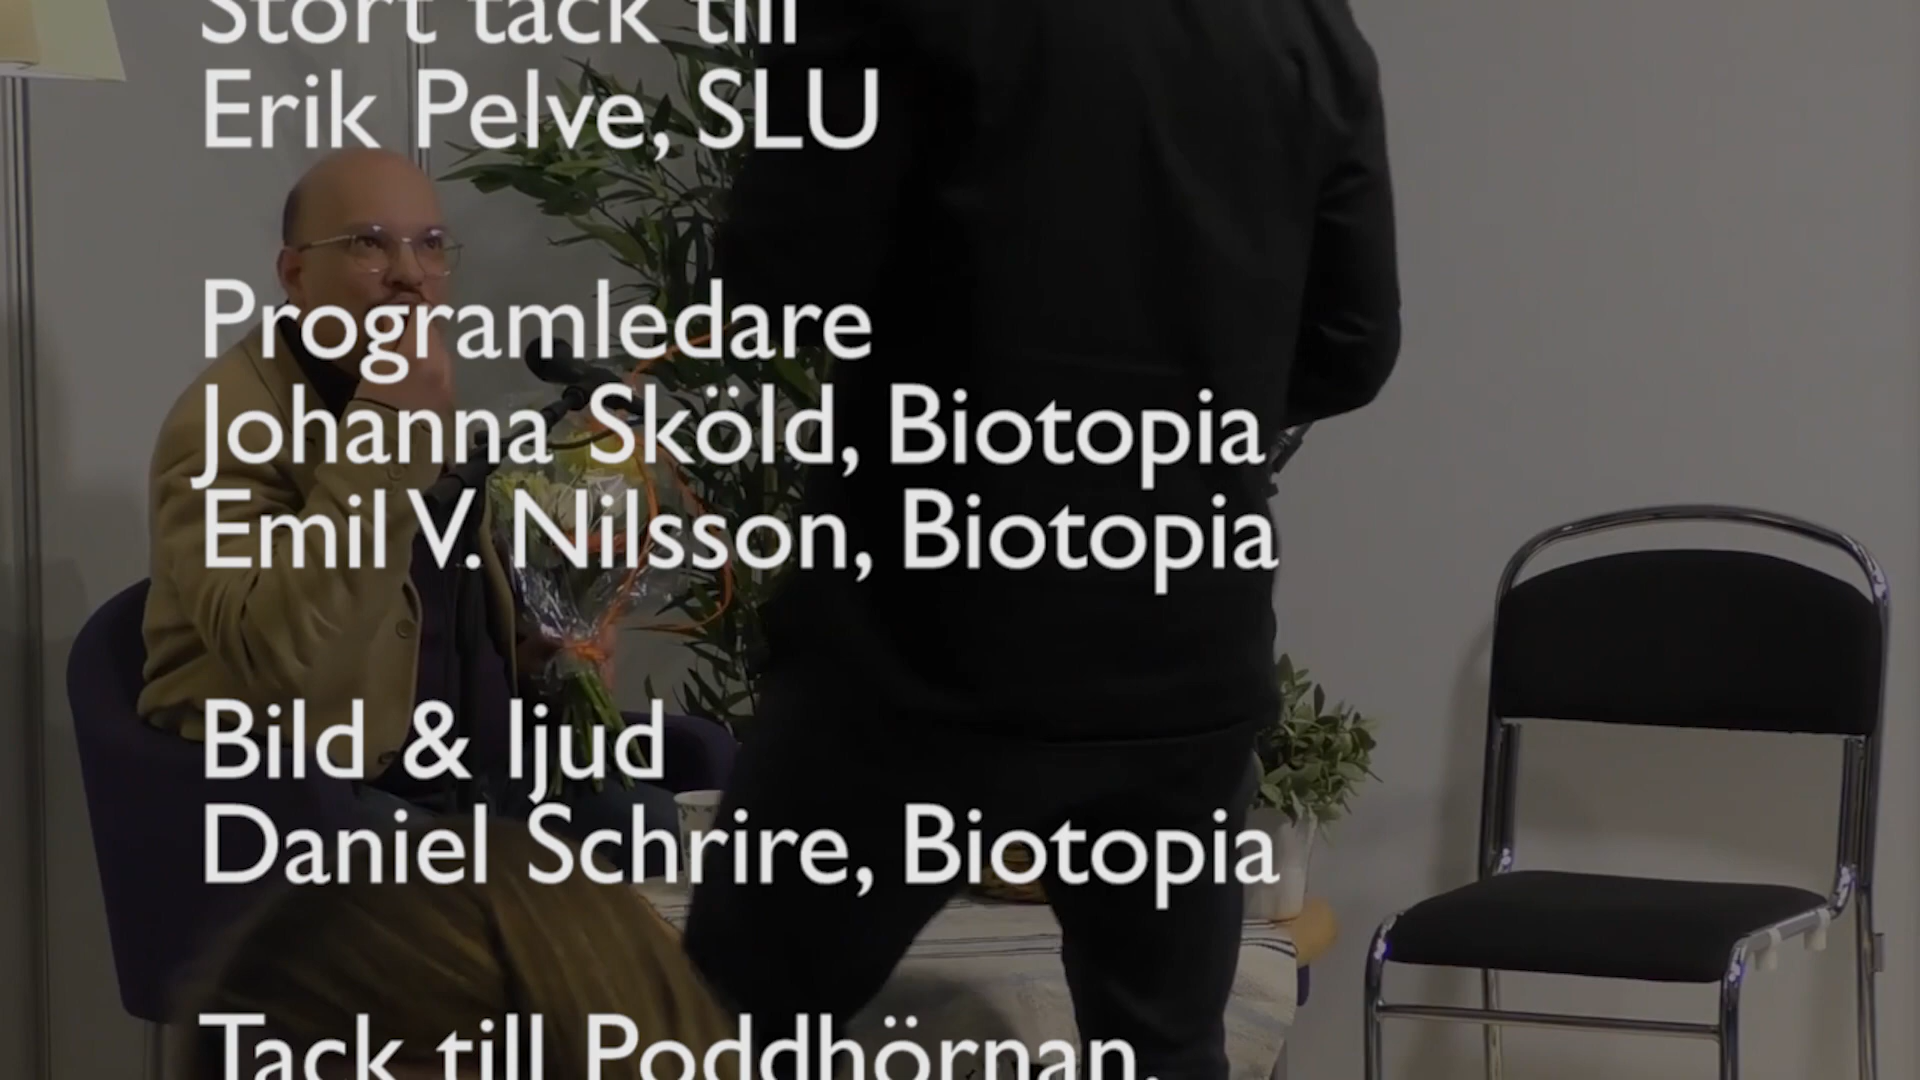 Stort tack till
Erik Pelve, SLU
Programledare
Johanna Sköld, Biotopia
Emil V. Nilsson, Biotopia
Bild & ljud
Daniel Schrire, Biotopia
Tack till Poddhörnan,